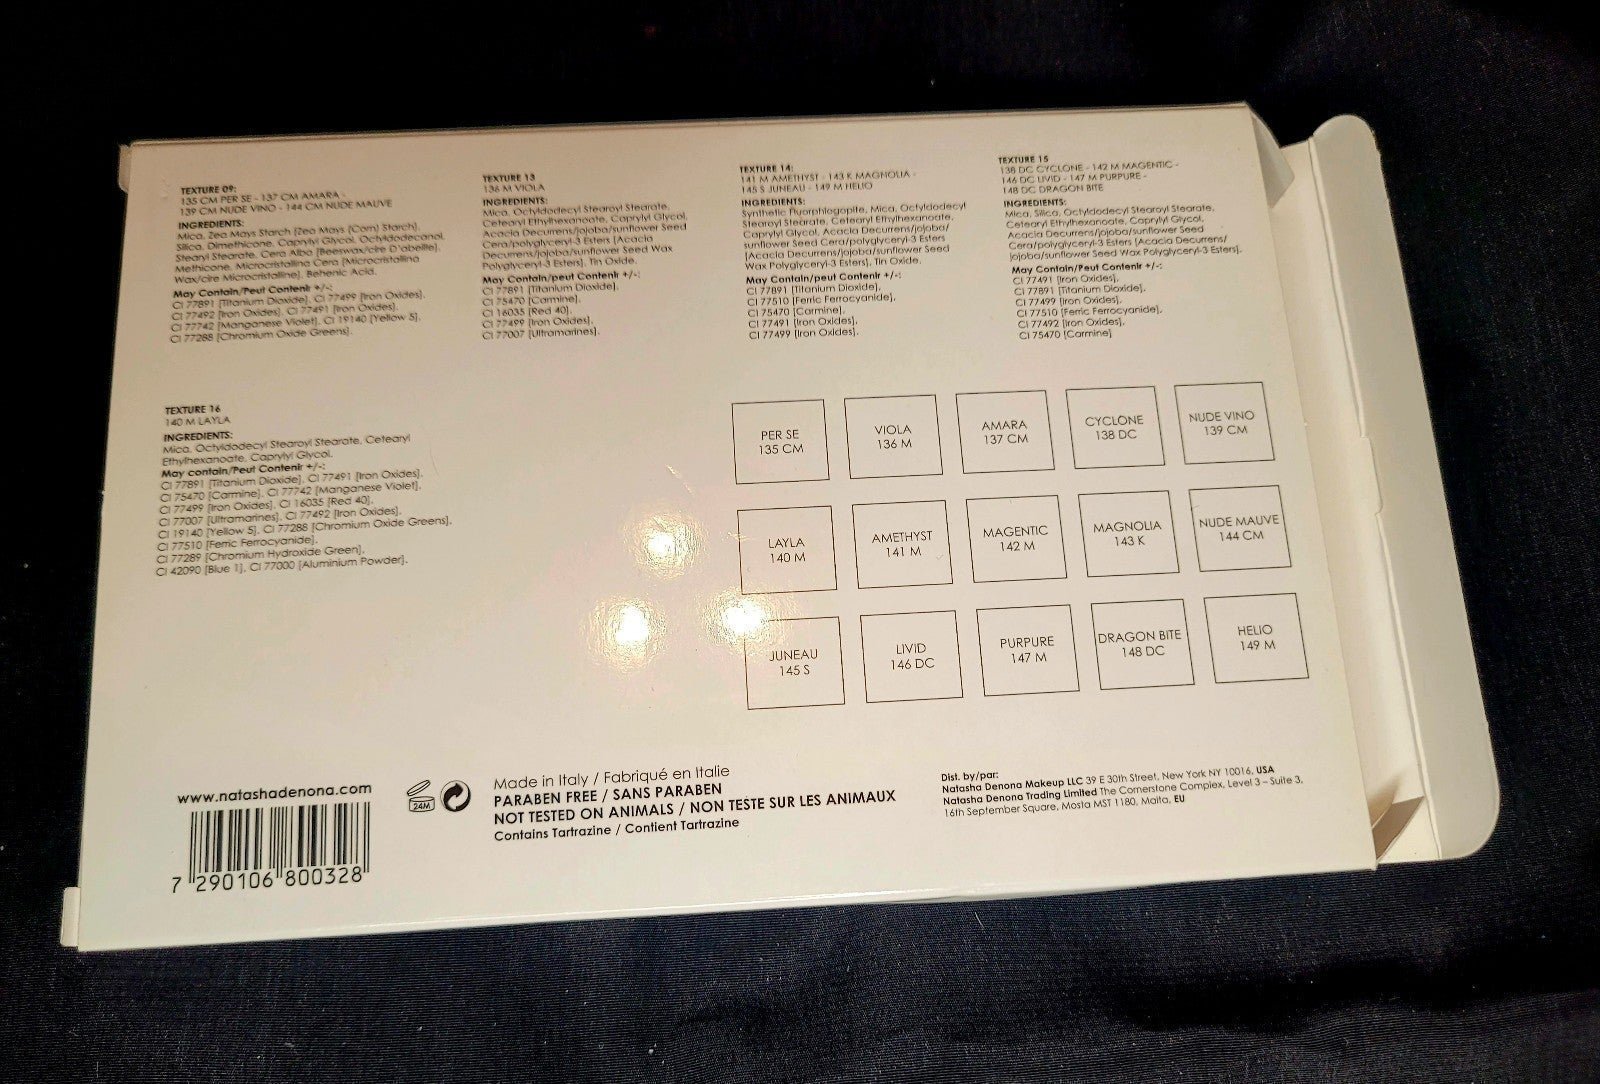 TEXTURE 09:
135 CM PER SE - 137 CM AMARA -
139 CM NUDE VINO - 144 CM NUDE MAUVE
INGREDIENTS:
Mica, Zea Mays Starch [Zea Mays (Corn) Starch],
Silica, Dimethicone, Caprylyl Glycol, Octyldodecanol,
Stearyl Stearate, Cera Alba [Beeswax/cire D'abeille],
Methicone, Microcristallina Cera [Microcristallina
Wax/cire Microcristalline], Behenic Acid.
May Contain/Peut Contenir +/-:
CI 77891 [Titanium Dioxide], CI 77499 [Iron Oxides],
CI 77492 [Iron Oxides], CI 77491 [Iron Oxides],
CI 77742 [Manganese Violet], CI 19140 [Yellow 5],
CI 77288 [Chromium Oxide Greens].
TEXTURE 13
136 M VIOLA
INGREDIENTS:
Mica, Octyldodecyl Stearoyl Stearate,
Cetearyl Ethylhexanoate, Caprylyl Glycol,
Acacia Decurrens/jojoba/sunflower Seed
Cera/polyglyceryl-3 Esters [Acacia
Decurrens/jojoba/sunflower Seed Wax
Polyglyceryl-3 Esters], Tin Oxide.
May Contain/peut Contenir +/-:
CI 77891 [Titanium Dioxide],
CI 75470 [Carmine],
CI 16035 [Red 40],
CI 77499 [Iron Oxides],
CI 77007 [Ultramarines].
TEXTURE 14:
141 M AMETHYST - 143 K MAGNOLIA -
145 S JUNEAU - 149 M HELIO
INGREDIENTS:
Synthetic Fluorphlogopite, Mica, Octyldodecyl
Stearoyl Stearate, Cetearyl Ethylhexanoate,
Caprylyl Glycol, Acacia Decurrens/jojoba/
sunflower Seed Cera/polyglyceryl-3 Esters
[Acacia Decurrens/jojoba/sunflower Seed
Wax Polyglyceryl-3 Esters], Tin Oxide.
May Contain/Peut Contenir +/-:
CI 77891 [Titanium Dioxide],
CI 77510 [Ferric Ferrocyanide],
CI 75470 [Carmine],
CI 77491 [Iron Oxides],
CI 77499 [Iron Oxides].
TEXTURE 15
138 DC CYCLONE - 142 M MAGENTIC -
146 DC LIVID - 147 M PURPURE -
148 DC DRAGON BITE
INGREDIENTS:
Mica, Silica, Octyldodecyl Stearoyl Stearate,
Cetearyl Ethylhexanoate, Caprylyl Glycol,
Acacia Decurrens/jojoba/sunflower Seed
Cera/polyglyceryl-3 Esters [Acacia Decurrens/
jojoba/sunflower Seed Wax Polyglyceryl-3 Esters].
May Contain/Peut Contenir +/-:
CI 77491 [Iron Oxides],
CI 77891 [Titanium Dioxide],
CI 77499 [Iron Oxides],
CI 77510 [Ferric Ferrocyanide],
CI 77492 [Iron Oxides],
CI 75470 [Carmine]
TEXTURE 16
140 M LAYLA
INGREDIENTS:
Mica, Octyldodecyl Stearoyl Stearate, Cetearyl
Ethylhexanoate, Caprylyl Glycol.
May contain/Peut Contenir +/-:
CI 77891 [Titanium Dioxide], CI 77491 [Iron Oxides],
CI 75470 [Carmine], CI 77742 [Manganese Violet],
CI 77499 [Iron Oxides], CI 16035 [Red 40],
CI 77007 [Ultramarines], CI 77492 [Iron Oxides],
CI 19140 [Yellow 5], CI 77288 [Chromium Oxide Greens],
CI 77510 [Ferric Ferrocyanide],
CI 77289 [Chromium Hydroxide Green],
CI 42090 [Blue 1], CI 77000 [Aluminium Powder].
PER SE
135 CM
VIOLA
136 M
AMARA
137 CM
CYCLONE
138 DC
NUDE VINO
139 CM
LAYLA
140 M
AMETHYST
141 M
MAGENTIC
142 M
MAGNOLIA
143 K
NUDE MAUVE
144 CM
JUNEAU
145 S
LIVID
146 DC
PURPURE
147 M
DRAGON BITE
148 DC
HELIO
149 M
www.natashadenona.com
7 290106 800328
24M
Made in Italy / Fabriqué en Italie
PARABEN FREE / SANS PARABEN
NOT TESTED ON ANIMALS / NON TESTE SUR LES ANIMAUX
Contains Tartrazine / Contient Tartrazine
Dist. by/par:
Natasha Denona Makeup LLC 39 E 30th Street, New York NY 10016, USA
Natasha Denona Trading Limited The Cornerstone Complex, Level 3 – Suite 3,
16th September Square, Mosta MST 1180, Malta, EU